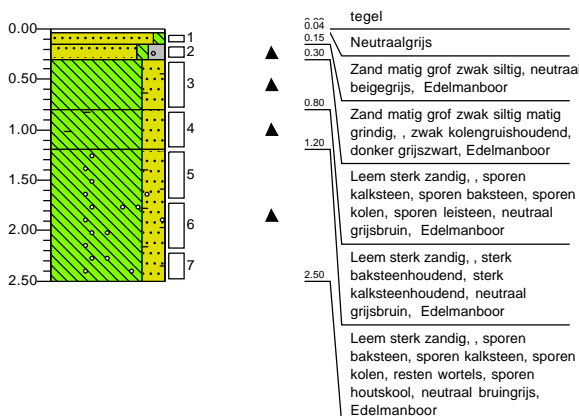 0.00
0.50
1.00
1.50
2.00
2.50
1
2
3
4
5
6
7
0.04
0.15
0.30
0.80
1.20
2.50
tegel
Neutraalgrijs
Zand matig grof zwak siltig, neutraal
beigegrijs, Edelmanboor
Zand matig grof zwak siltig matig
grindig, , zwak kolengruishoudend,
donker grijszwart, Edelmanboor
Leem sterk zandig, , sporen
kalksteen, sporen baksteen, sporen
kolen, sporen leisteen, neutraal
grijsbruin, Edelmanboor
Leem sterk zandig, , sterk
baksteenhoudend, sterk
kalksteenhoudend, neutraal
grijsbruin, Edelmanboor
Leem sterk zandig, , sporen
baksteen, sporen kalksteen, sporen
kolen, resten wortels, sporen
houtskool, neutraal bruingrijs,
Edelmanboor